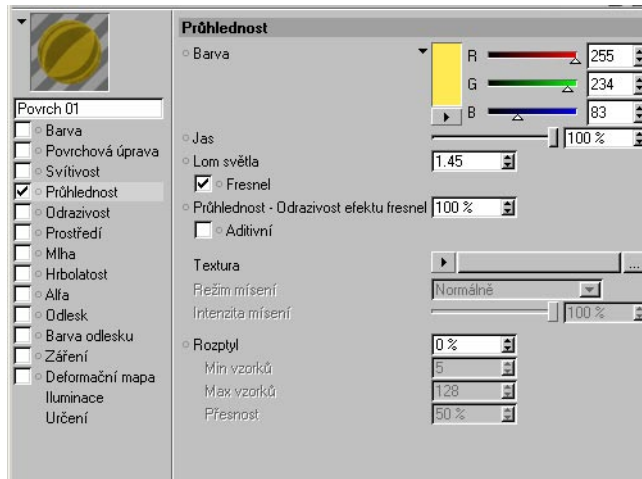 Povrch 01
Barva
Povrchová úprava
Svítivost
Průhlednost
Odrazivost
Prostředí
Mlha
Hrbolatost
Alfa
Odlesk
Barva odlesku
Záření
Deformační mapa
Iluminace
Určení
Průhlednost
Barva
R 255
G 234
B 83
Jas 100 %
Lom světla 1.45
Fresnel
Průhlednost - Odrazivost efektu fresnel 100 %
Aditivní
Textura ...
Režim mísení Normálně
Intenzita mísení 100 %
Rozptyl 0 %
Min vzorků 5
Max vzorků 128
Přesnost 50 %